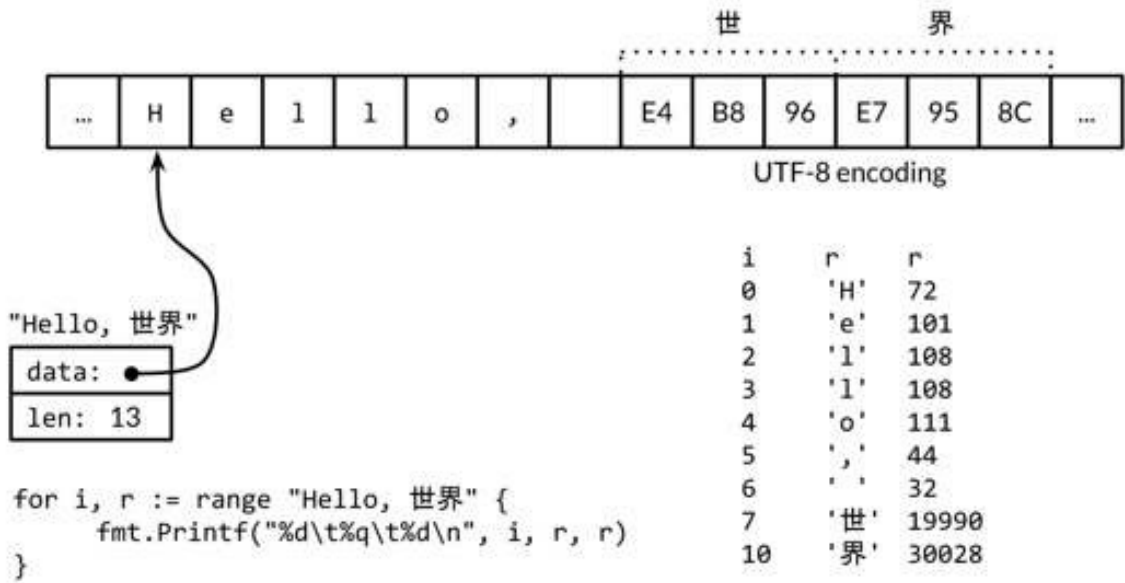 世 界
… H e l l o , E4 B8 96 E7 95 8C …
UTF-8 encoding
"Hello, 世界"
data:
len: 13
for i, r := range "Hello, 世界" {
fmt.Printf("%d\t%q\t%d\n", i, r, r)
}
i r r
0 'H' 72
1 'e' 101
2 'l' 108
3 'l' 108
4 'o' 111
5 ',' 44
6 ' ' 32
7 '世' 19990
10 '界' 30028